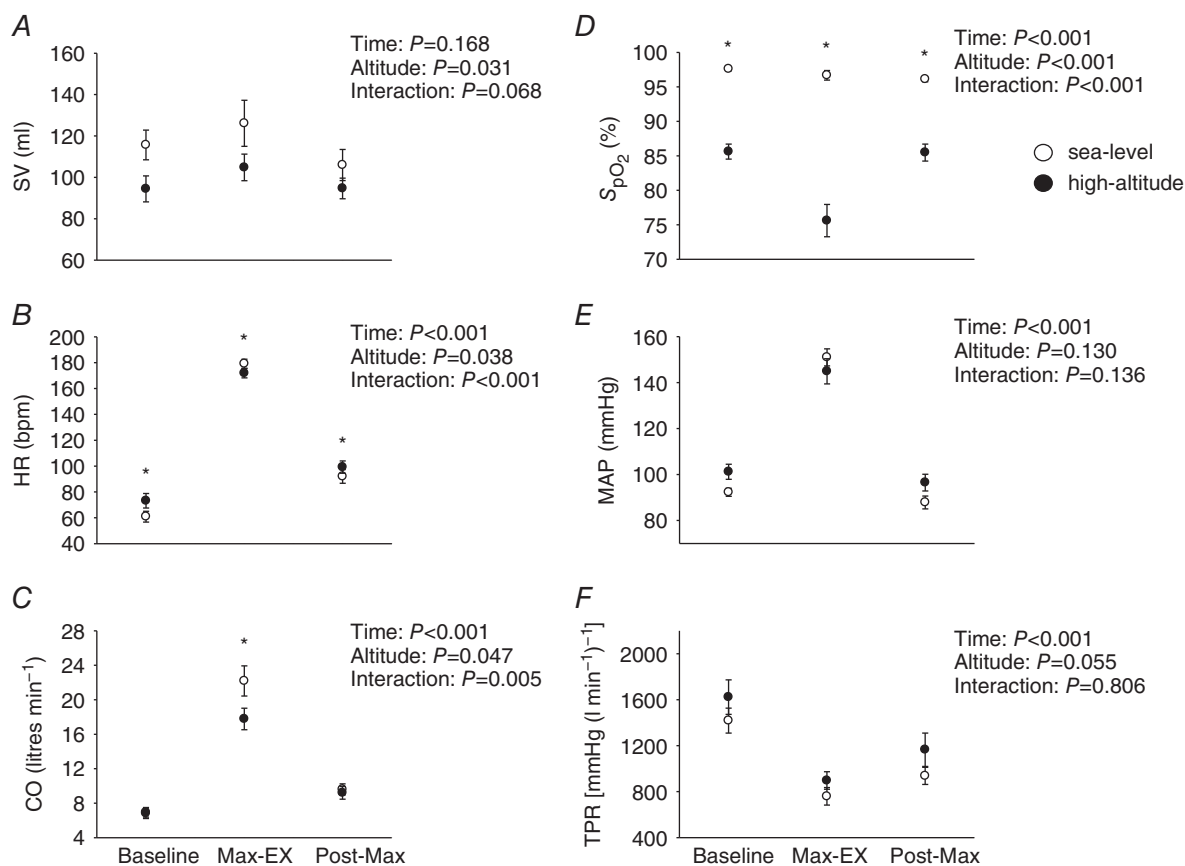 A
Time: P=0.168
Altitude: P=0.031
Interaction: P=0.068
160
140
120
100
80
60
SV (ml)
B
Time: P<0.001
Altitude: P=0.038
Interaction: P<0.001
200
180
160
140
120
100
80
60
40
HR (bpm)
*
*
*
C
Time: P<0.001
Altitude: P=0.047
Interaction: P=0.005
28
24
20
16
12
8
4
CO (litres min⁻¹)
*
Baseline Max-EX Post-Max
D
Time: P<0.001
Altitude: P<0.001
Interaction: P<0.001
100
95
90
85
80
75
70
SpO₂ (%)
* * *
sea-level
high-altitude
E
Time: P<0.001
Altitude: P=0.130
Interaction: P=0.136
160
140
120
100
80
MAP (mmHg)
F
Time: P<0.001
Altitude: P=0.055
Interaction: P=0.806
2000
1600
1200
800
400
TPR [mmHg (l min⁻¹)⁻¹]
Baseline Max-EX Post-Max